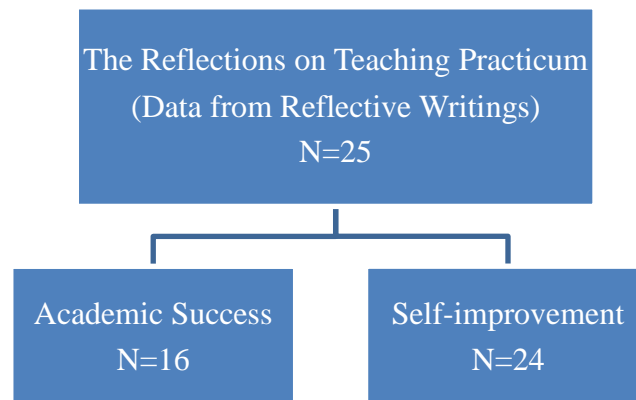 The Reflections on Teaching Practicum
(Data from Reflective Writings)
N=25
Academic Success
N=16
Self-improvement
N=24